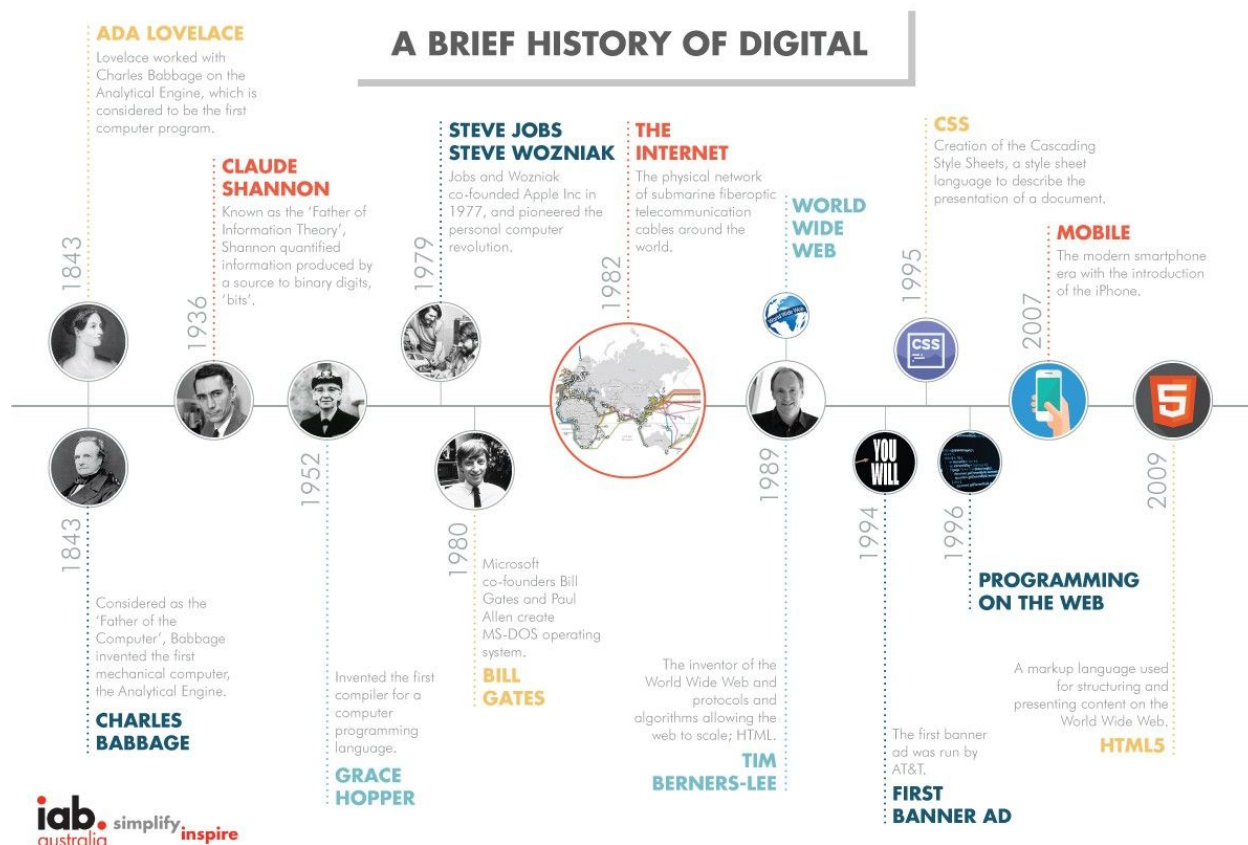 A BRIEF HISTORY OF DIGITAL
ADA LOVELACE
Lovelace worked with
Charles Babbage on the
Analytical Engine, which is
considered to be the first
computer program.
1843
CLAUDE
SHANNON
Known as the 'Father of
Information Theory',
Shannon quantified
information produced by
a source to binary digits,
'bits'.
1936
STEVE JOBS
STEVE WOZNIAK
Jobs and Wozniak
co-founded Apple Inc in
1977, and pioneered the
personal computer
revolution.
1979
THE
INTERNET
The physical network
of submarine fiberoptic
telecommunication
cables around the
world.
1982
WORLD
WIDE
WEB
World Wide Web
CSS
Creation of the Cascading
Style Sheets, a style sheet
language to describe the
presentation of a document.
1995
CSS
MOBILE
The modern smartphone
era with the introduction
of the iPhone.
2007
5
1843
Considered as the
'Father of the
Computer', Babbage
invented the first
mechanical computer,
the Analytical Engine.
CHARLES
BABBAGE
1952
Invented the first
compiler for a
computer
programming
language.
GRACE
HOPPER
1980
Microsoft
co-founders Bill
Gates and Paul
Allen create
MS-DOS operating
system.
BILL
GATES
1989
The inventor of the
World Wide Web and
protocols and
algorithms allowing the
web to scale; HTML.
TIM
BERNERS-LEE
YOU
WILL
1994
The first banner
ad was run by
AT&T.
FIRST
BANNER AD
1996
PROGRAMMING
ON THE WEB
2009
A markup language used
for structuring and
presenting content on the
World Wide Web.
HTML5
iab.
australia
simplify
inspire